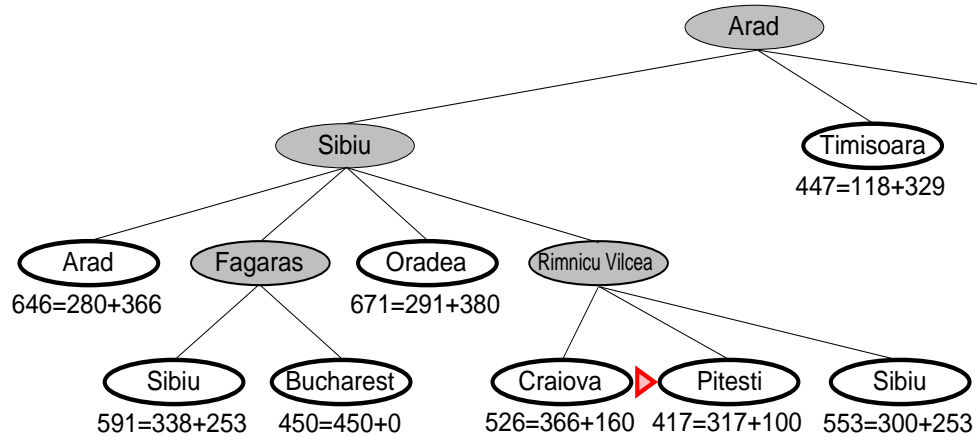 Arad
Sibiu
Timisoara
447=118+329
Arad
Fagaras
Oradea
Rimnicu Vilcea
646=280+366
671=291+380
Sibiu
Bucharest
Craiova
Pitesti
Sibiu
591=338+253
450=450+0
526=366+160
417=317+100
553=300+253